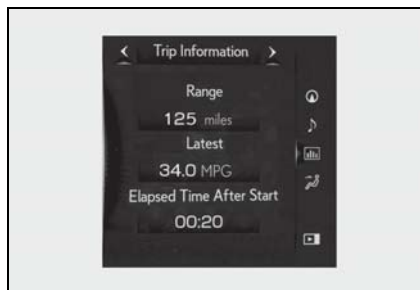 Trip Information
Range
125 miles
Latest
34.0 MPG
Elapsed Time After Start
00:20